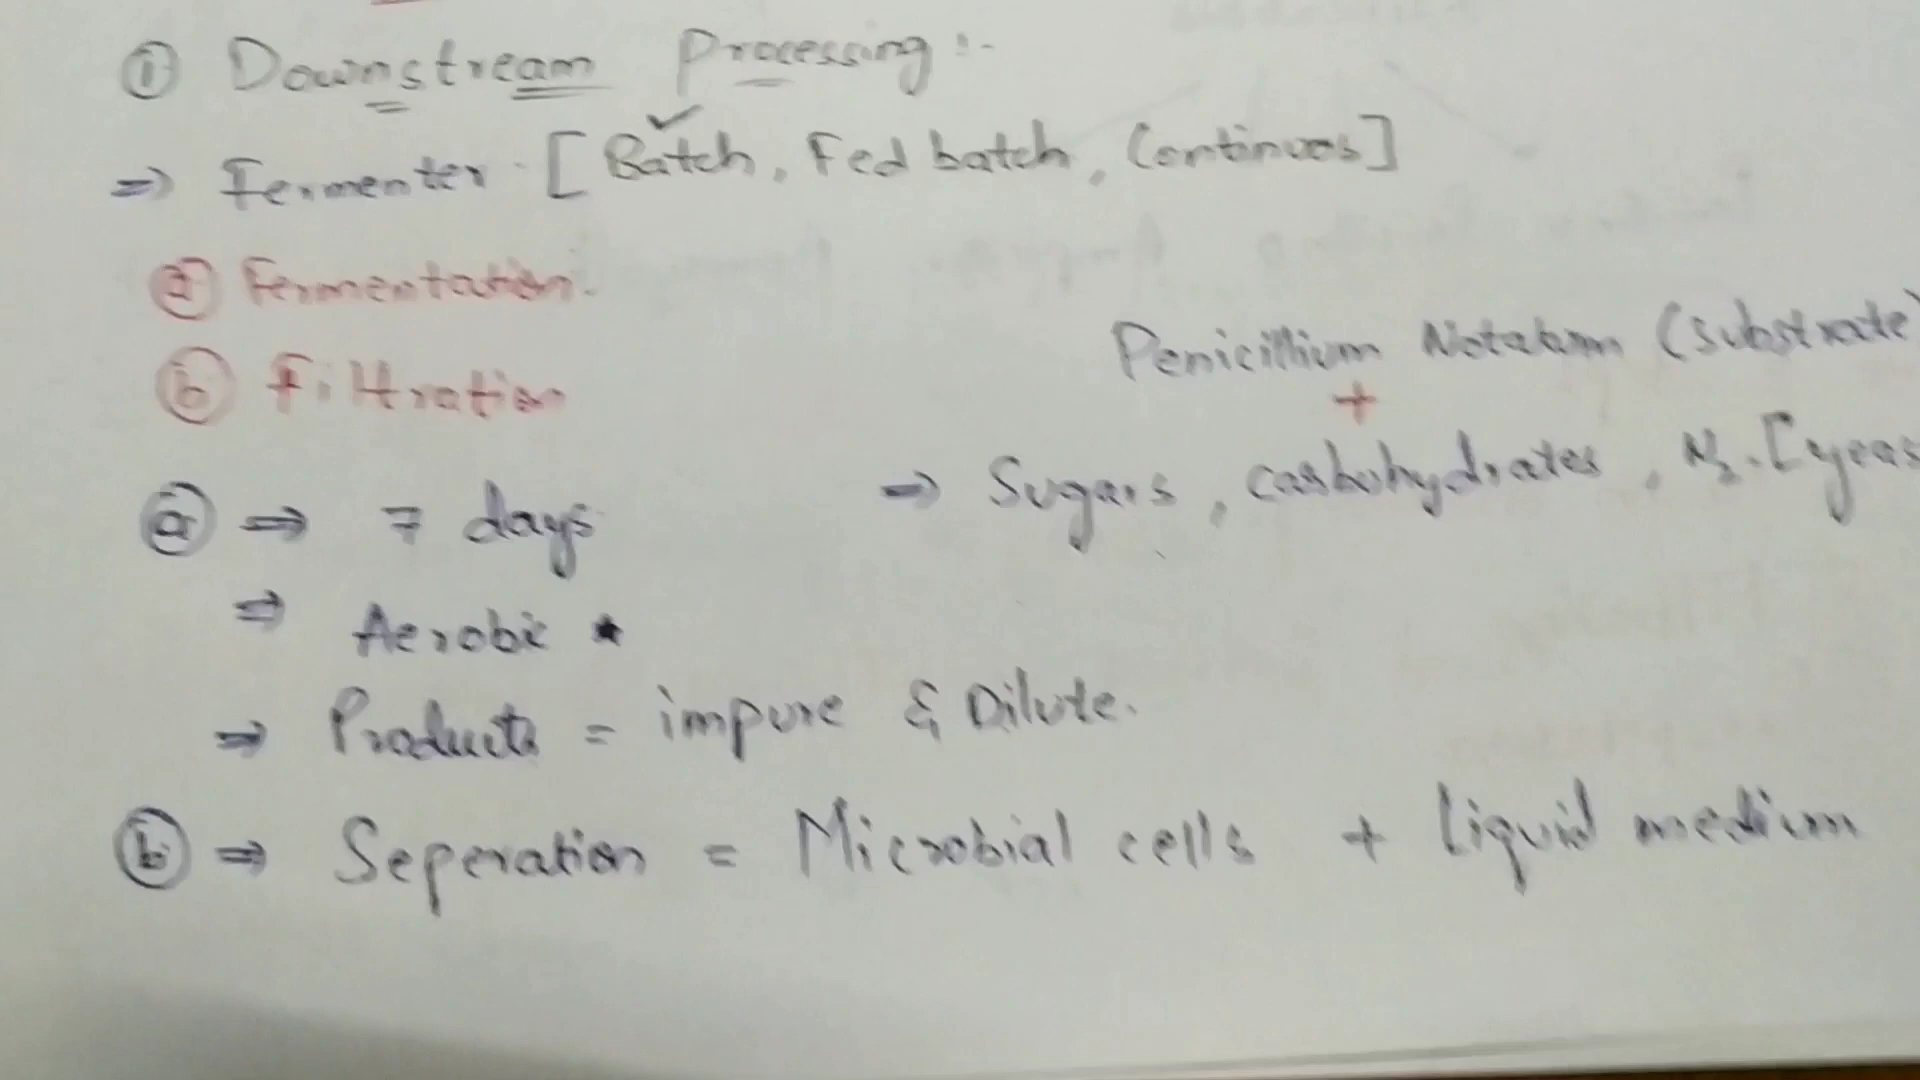 ① Downstream Processing :-
⇒ Fermenter. [Batch, Fed batch, Continuos]
ⓐ Fermentation.
ⓑ Filtration
Penicillium Notatum (substrate)
+
⇒ Sugars, carbohydrates, N₂. [yeas
ⓐ ⇒ 7 days
⇒ Aerobic ★
⇒ Products = impure & Dilute.
ⓑ ⇒ Seperation = Microbial cells + liquid medium